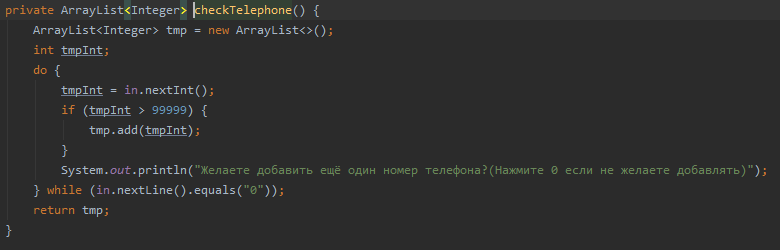 private ArrayList<Integer> checkTelephone() {
ArrayList<Integer> tmp = new ArrayList<>();
int tmpInt;
do {
tmpInt = in.nextInt();
if (tmpInt > 99999) {
tmp.add(tmpInt);
}
System.out.println("Желаете добавить ещё один номер телефона?(Нажмите 0 если не желаете добавлять)");
} while (in.nextLine().equals("0"));
return tmp;
}